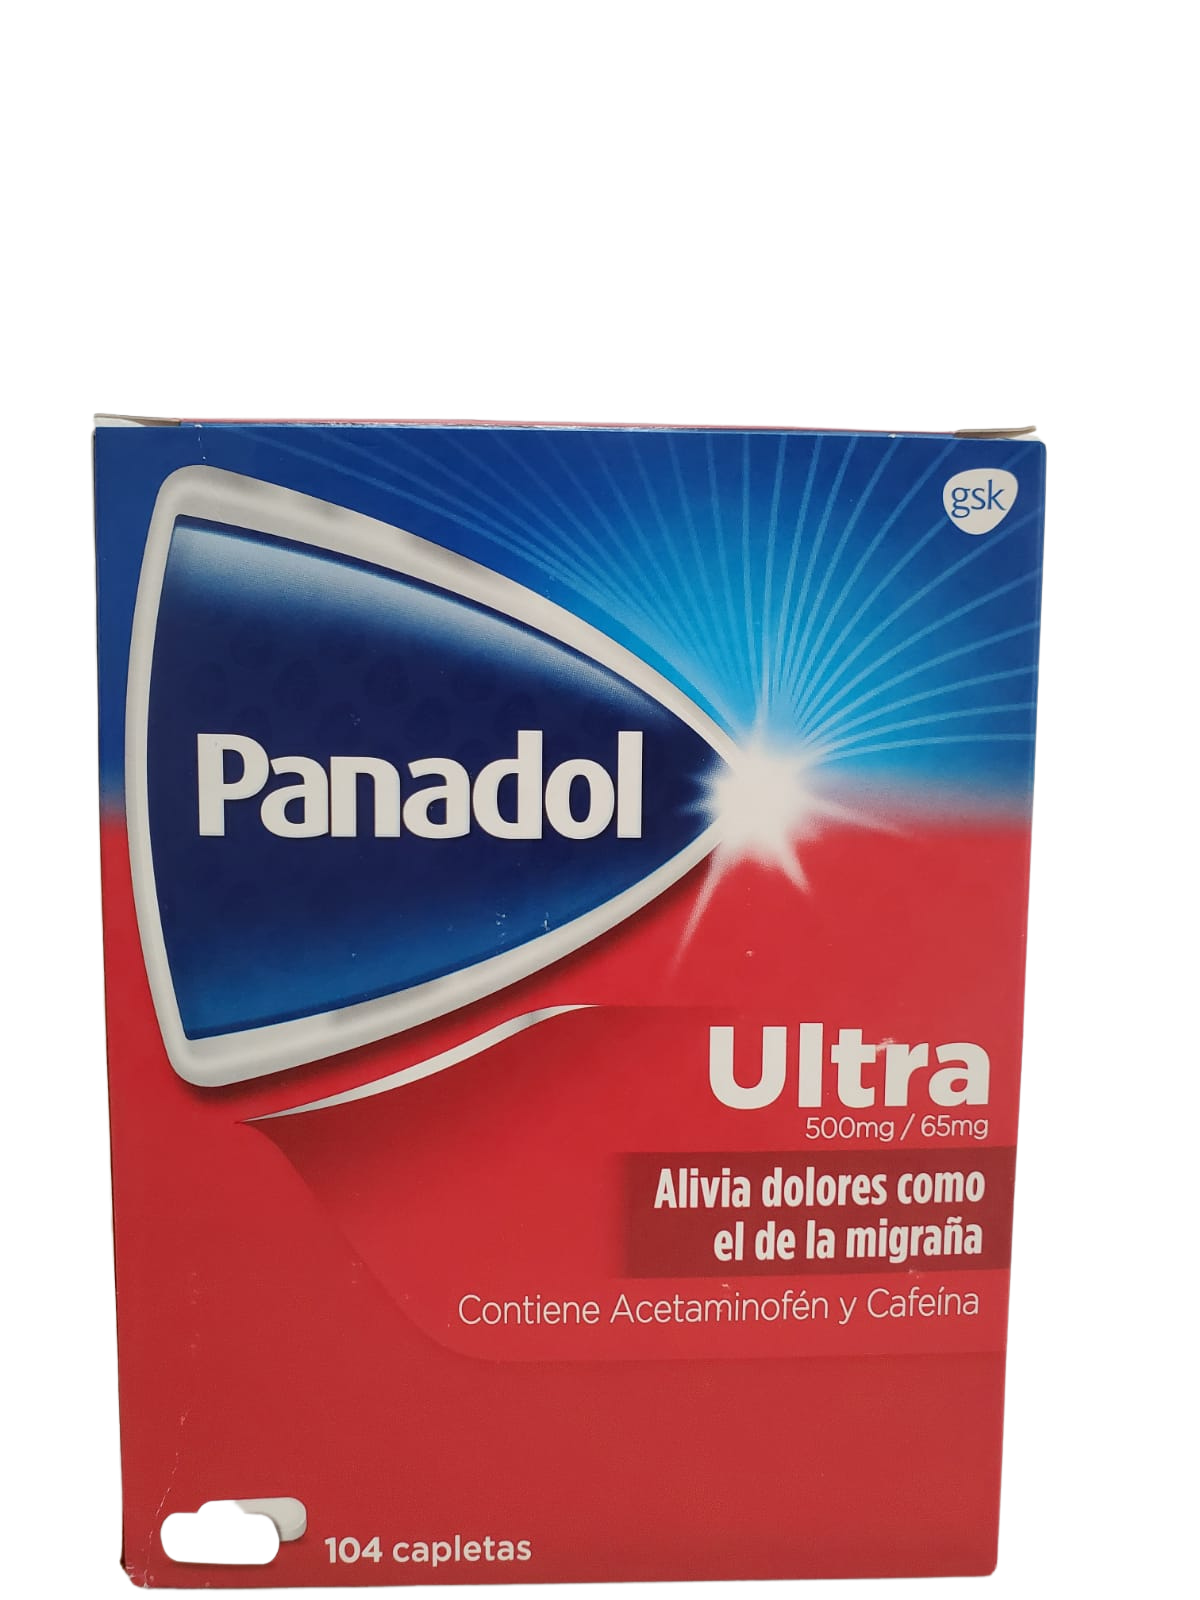 gsk
Panadol
Ultra
500mg / 65mg
Alivia dolores como
el de la migraña
Contiene Acetaminofén y Cafeína
104 capletas